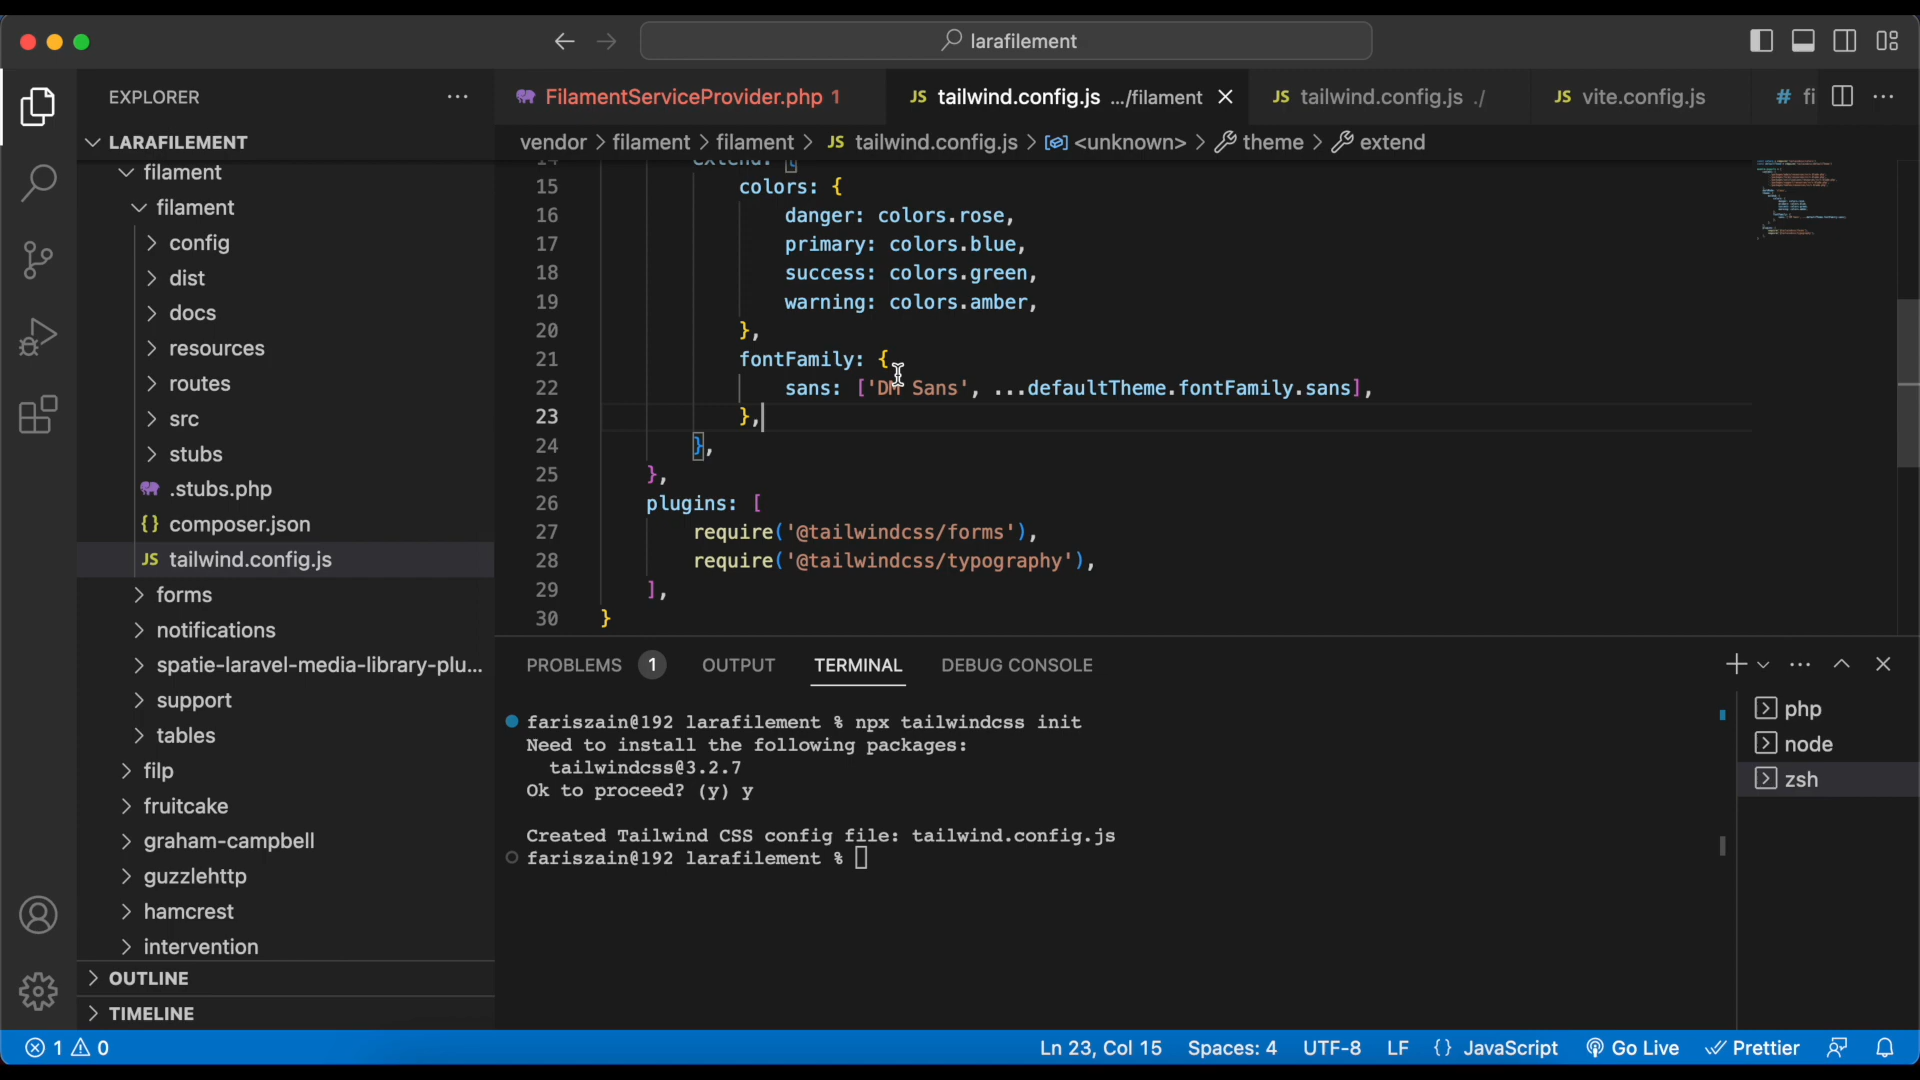 larafilement
EXPLORER
LARAFILEMENT
filament
filament
config
dist
docs
resources
routes
src
stubs
.stubs.php
{} composer.json
JS tailwind.config.js
forms
notifications
spatie-laravel-media-library-plu...
support
tables
filp
fruitcake
graham-campbell
guzzlehttp
hamcrest
intervention
OUTLINE
TIMELINE
FilamentServiceProvider.php 1
JS tailwind.config.js .../filament
JS tailwind.config.js ./
JS vite.config.js
# fi
vendor > filament > filament > JS tailwind.config.js > <unknown> > theme > extend
14 extend: {
15 colors: {
16 danger: colors.rose,
17 primary: colors.blue,
18 success: colors.green,
19 warning: colors.amber,
20 },
21 fontFamily: {
22 sans: ['DM Sans', ...defaultTheme.fontFamily.sans],
23 },
24 },
25 },
26 plugins: [
27 require('@tailwindcss/forms'),
28 require('@tailwindcss/typography'),
29 ],
30 }
PROBLEMS 1 OUTPUT TERMINAL DEBUG CONSOLE
fariszain@192 larafilement % npx tailwindcss init
Need to install the following packages:
tailwindcss@3.2.7
Ok to proceed? (y) y
Created Tailwind CSS config file: tailwind.config.js
fariszain@192 larafilement %
php
node
zsh
1 0
Ln 23, Col 15
Spaces: 4
UTF-8
LF
{} JavaScript
Go Live
Prettier